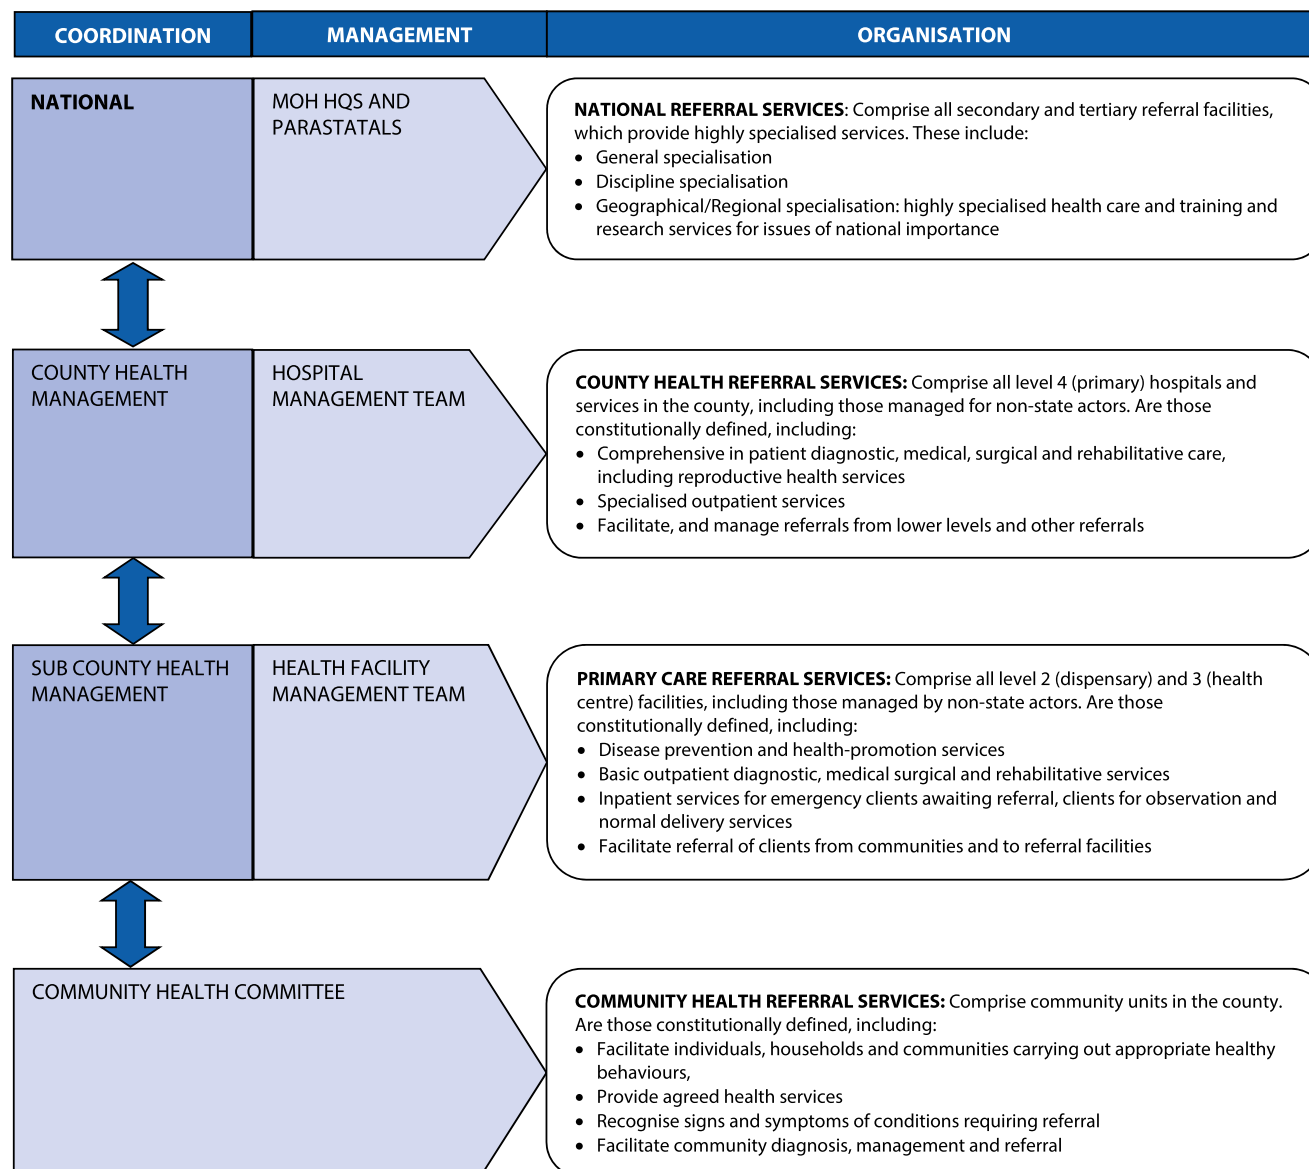 COORDINATION
MANAGEMENT
ORGANISATION
NATIONAL
MOH HQS AND
PARASTATALS
NATIONAL REFERRAL SERVICES: Comprise all secondary and tertiary referral facilities,
which provide highly specialised services. These include:
• General specialisation
• Discipline specialisation
• Geographical/Regional specialisation: highly specialised health care and training and
research services for issues of national importance
COUNTY HEALTH
MANAGEMENT
HOSPITAL
MANAGEMENT TEAM
COUNTY HEALTH REFERRAL SERVICES: Comprise all level 4 (primary) hospitals and
services in the county, including those managed for non-state actors. Are those
constitutionally defined, including:
• Comprehensive in patient diagnostic, medical, surgical and rehabilitative care,
including reproductive health services
• Specialised outpatient services
• Facilitate, and manage referrals from lower levels and other referrals
SUB COUNTY HEALTH
MANAGEMENT
HEALTH FACILITY
MANAGEMENT TEAM
PRIMARY CARE REFERRAL SERVICES: Comprise all level 2 (dispensary) and 3 (health
centre) facilities, including those managed by non-state actors. Are those
constitutionally defined, including:
• Disease prevention and health-promotion services
• Basic outpatient diagnostic, medical surgical and rehabilitative services
• Inpatient services for emergency clients awaiting referral, clients for observation and
normal delivery services
• Facilitate referral of clients from communities and to referral facilities
COMMUNITY HEALTH COMMITTEE
COMMUNITY HEALTH REFERRAL SERVICES: Comprise community units in the county.
Are those constitutionally defined, including:
• Facilitate individuals, households and communities carrying out appropriate healthy
behaviours,
• Provide agreed health services
• Recognise signs and symptoms of conditions requiring referral
• Facilitate community diagnosis, management and referral